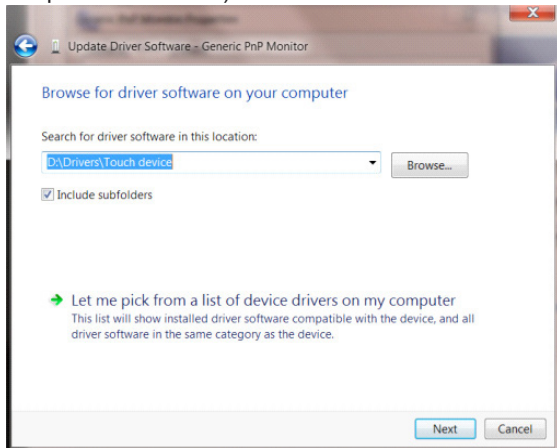 Update Driver Software - Generic PnP Monitor
Browse for driver software on your computer
Search for driver software in this location:
D:\Drivers\Touch device
Browse...
Include subfolders
Let me pick from a list of device drivers on my computer
This list will show installed driver software compatible with the device, and all
driver software in the same category as the device.
Next
Cancel